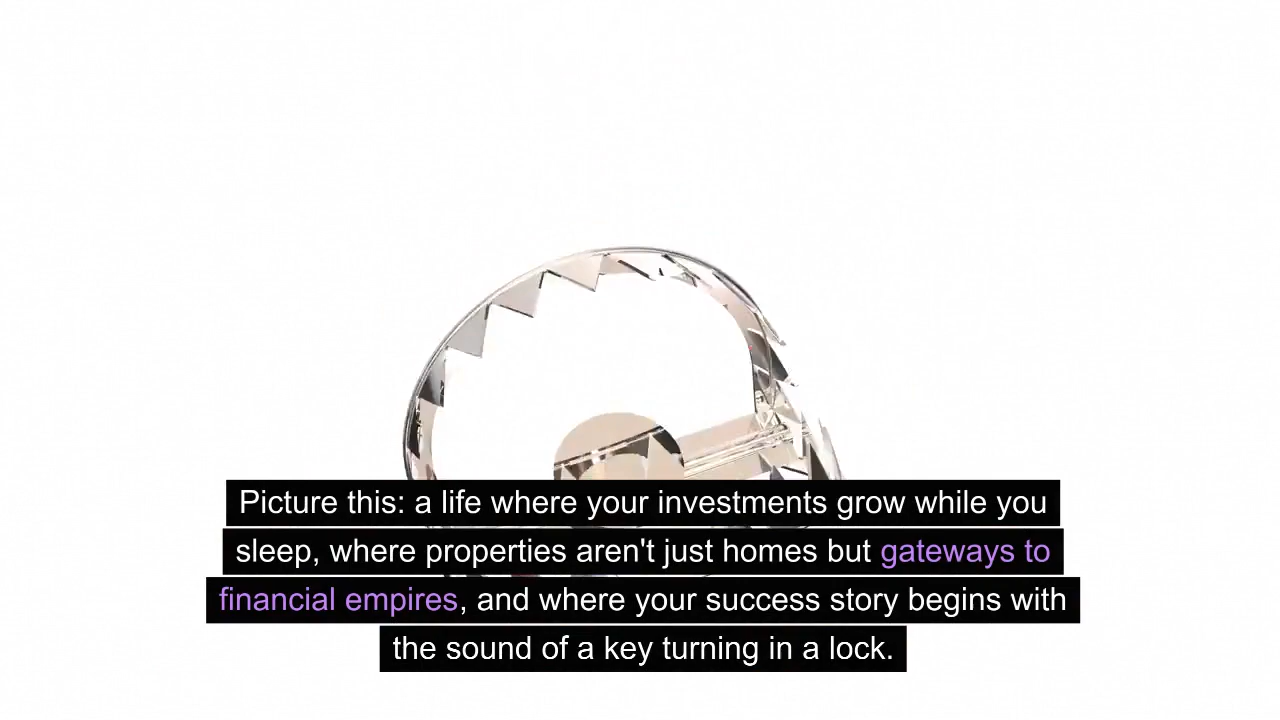 Picture this: a life where your investments grow while you
sleep, where properties aren't just homes but gateways to
financial empires, and where your success story begins with
the sound of a key turning in a lock.